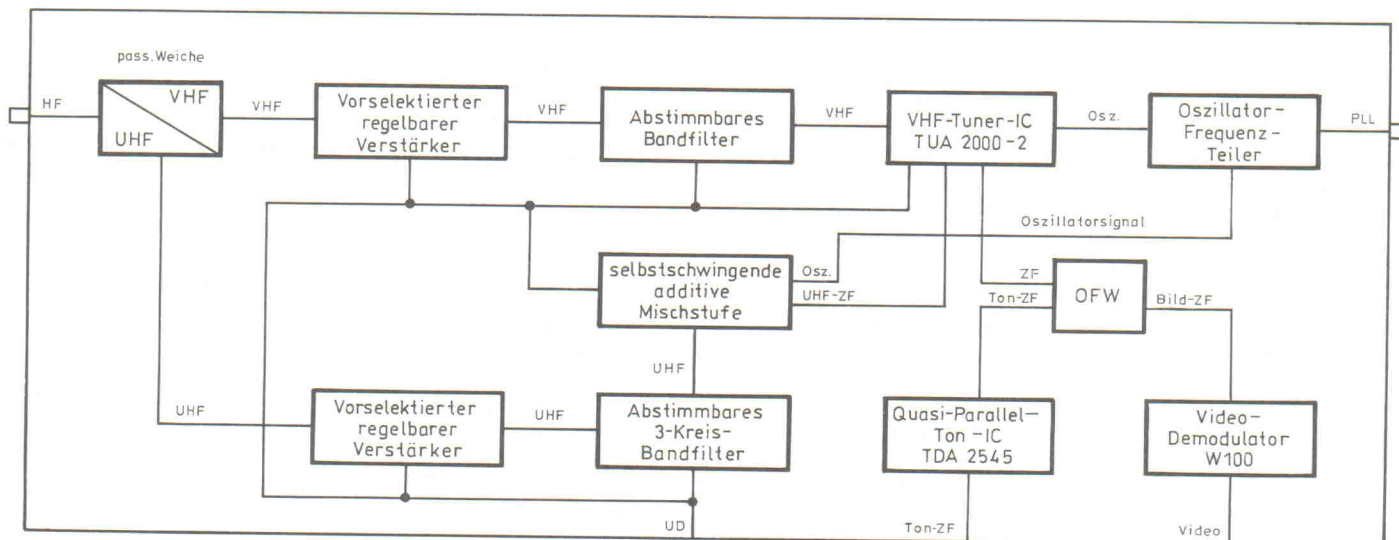 pass. Weiche
HF
VHF
UHF
VHF
Vorselektierter
regelbarer
Verstärker
VHF
Abstimmbares
Bandfilter
VHF
VHF-Tuner-IC
TUA 2000-2
Osz.
Oszillator-
Frequenz-
Teiler
PLL
Oszillatorsignal
selbstschwingende
additive
Mischstufe
Osz.
UHF-ZF
ZF
Ton-ZF
OFW
Bild-ZF
UHF
UHF
Vorselektierter
regelbarer
Verstärker
UHF
Abstimmbares
3-Kreis-
Bandfilter
Quasi-Parallel-
Ton-IC
TDA 2545
Video-
Demodulator
W100
UD
Ton-ZF
Video